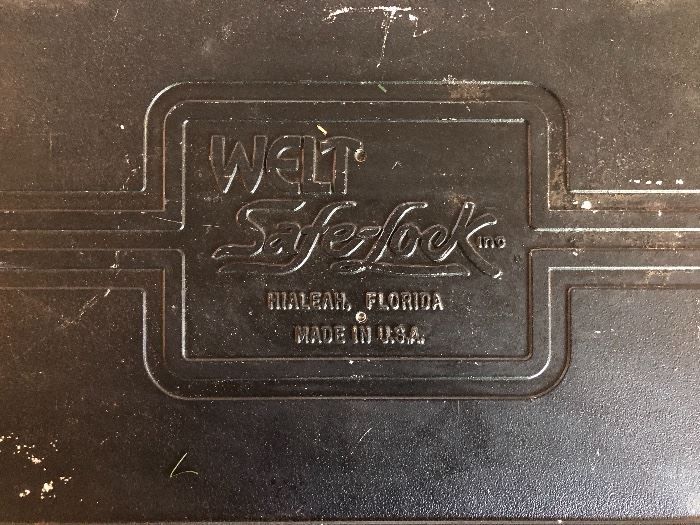 WELT
Safe-Lock inc
HIALEAH, FLORIDA
MADE IN U.S.A.